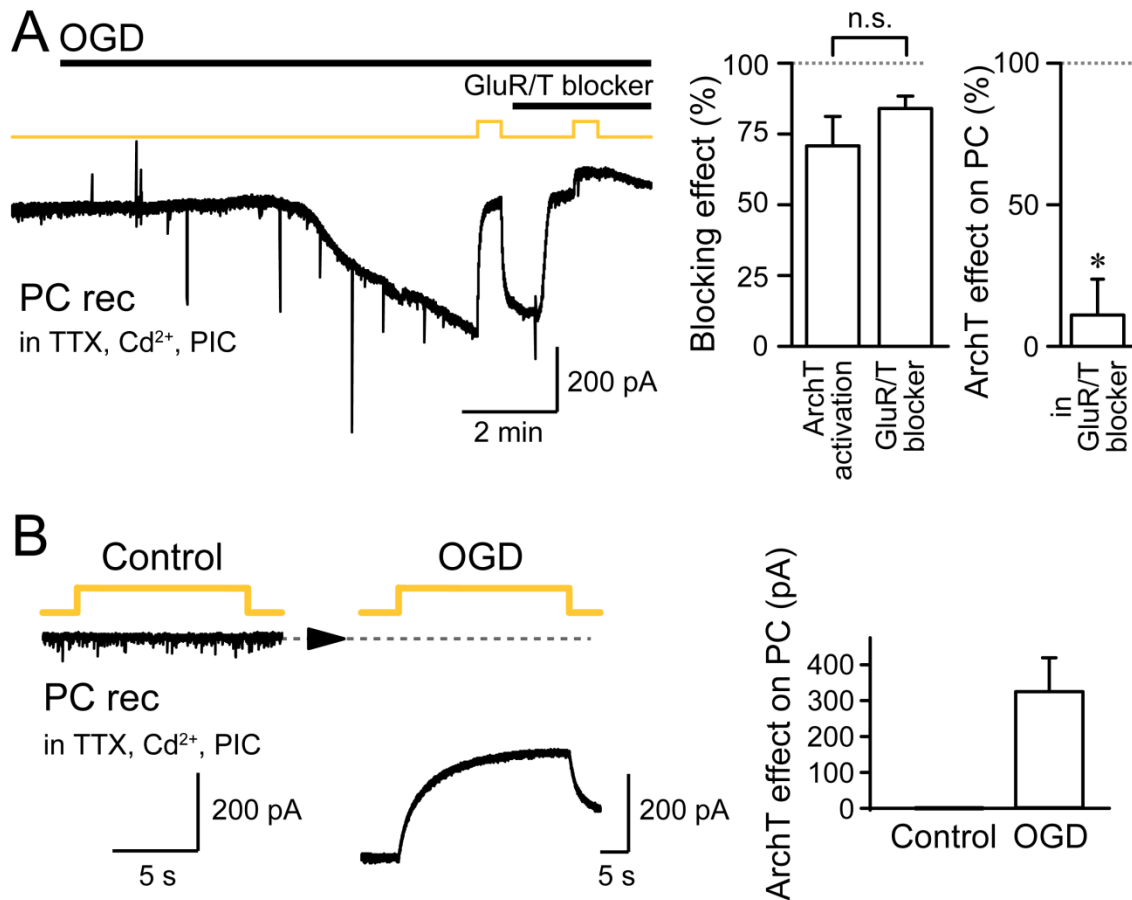 A
OGD
GluR/T blocker
PC rec
in TTX, Cd²⁺, PIC
200 pA
2 min
n.s.
Blocking effect (%)
100
75
50
25
0
ArchT
activation
GluR/T
blocker
ArchT effect on PC (%)
100
50
0
*
in
GluR/T
blocker
B
Control
OGD
PC rec
in TTX, Cd²⁺, PIC
200 pA
5 s
200 pA
5 s
ArchT effect on PC (pA)
400
300
200
100
0
Control
OGD